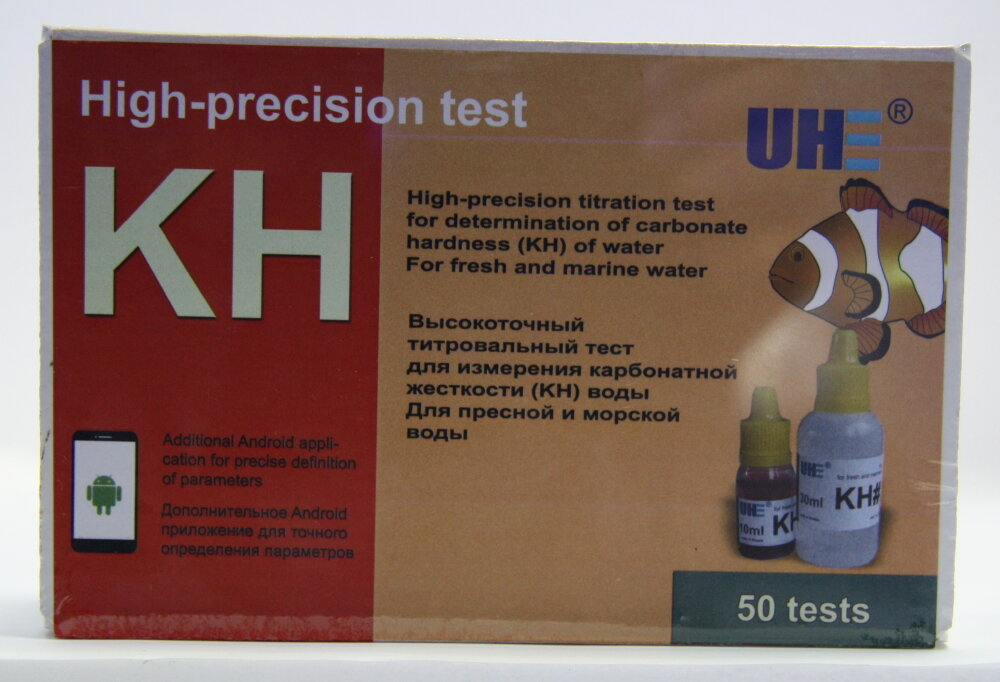 High-precision test
UHE®
KH
High-precision titration test
for determination of carbonate
hardness (KH) of water
For fresh and marine water
Высокоточный
титровальный тест
для измерения карбонатной
жесткости (KH) воды
Для пресной и морской
воды
Additional Android appli-
cation for precise definition
of parameters
Дополнительное Android
приложение для точного
определения параметров
UHE®
10ml
KH
UHE®
for fresh and
30ml
KH#
50 tests